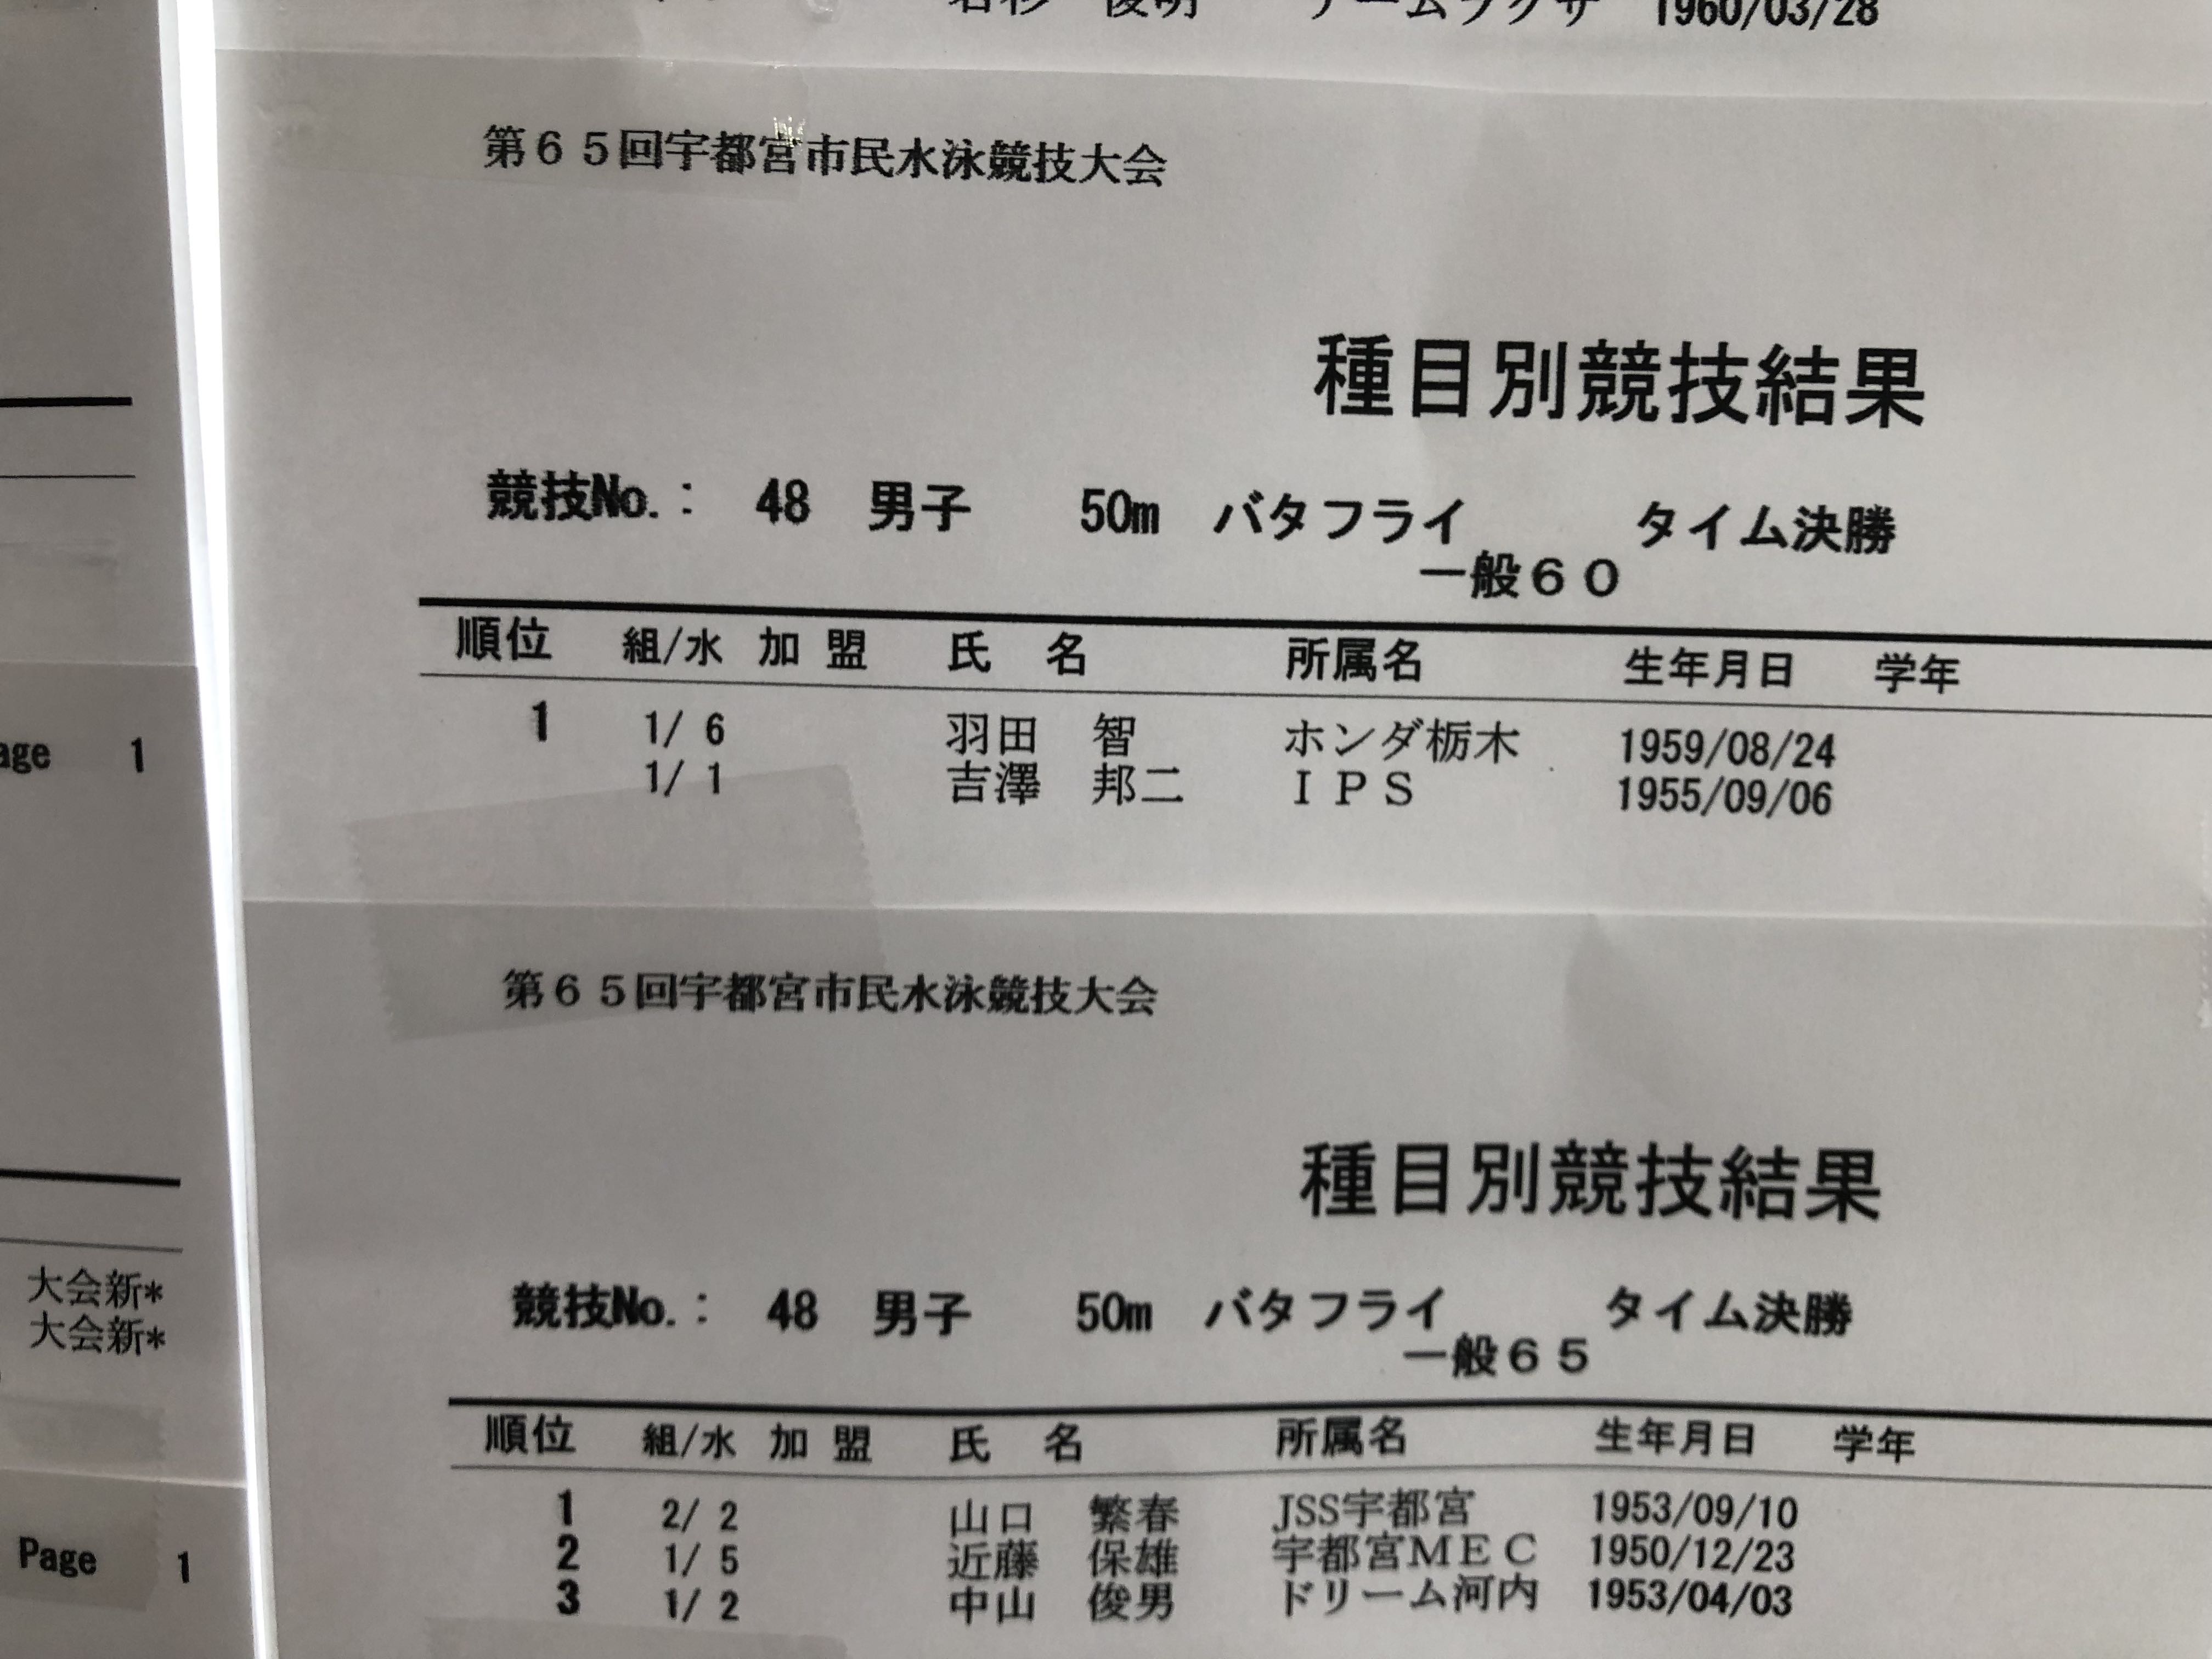 俊明 1960/03/28
第６５回宇都宮市民水泳競技大会
種目別競技結果
競技No.： 48 男子 50m バタフライ タイム決勝
一般６０
順位 組/水 加 盟 氏 名 所属名 生年月日 学年
1 1/ 6 羽田 智 ホンダ栃木 1959/08/24
1/ 1 吉澤 邦二 ＩＰＳ 1955/09/06
第６５回宇都宮市民水泳競技大会
種目別競技結果
競技No.： 48 男子 50m バタフライ タイム決勝
一般６５
順位 組/水 加 盟 氏 名 所属名 生年月日 学年
1 2/ 2 山口 繁春 JSS宇都宮 1953/09/10
2 1/ 5 近藤 保雄 宇都宮ＭＥＣ 1950/12/23
3 1/ 2 中山 俊男 ドリーム河内 1953/04/03
1
大会新*
大会新*
Page 1